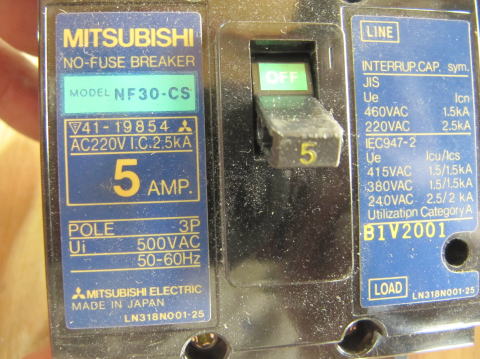 MITSUBISHI
NO-FUSE BREAKER
MODEL NF30-CS
41-19854
AC220V I.C.2.5kA
5 AMP.
POLE 3P
Ui 500VAC
50-60Hz
MITSUBISHI ELECTRIC
MADE IN JAPAN
LN318N001-25
OFF
5
LINE
INTERRUP.CAP. sym.
JIS
Ue Icn
460VAC 1.5kA
220VAC 2.5kA
IEC947-2
Ue Icu/Ics
415VAC 1.5/1.5kA
380VAC 1.5/1.5kA
240VAC 2.5/2 kA
Utilization Category A
B1V2001
LOAD
LN318N001-25